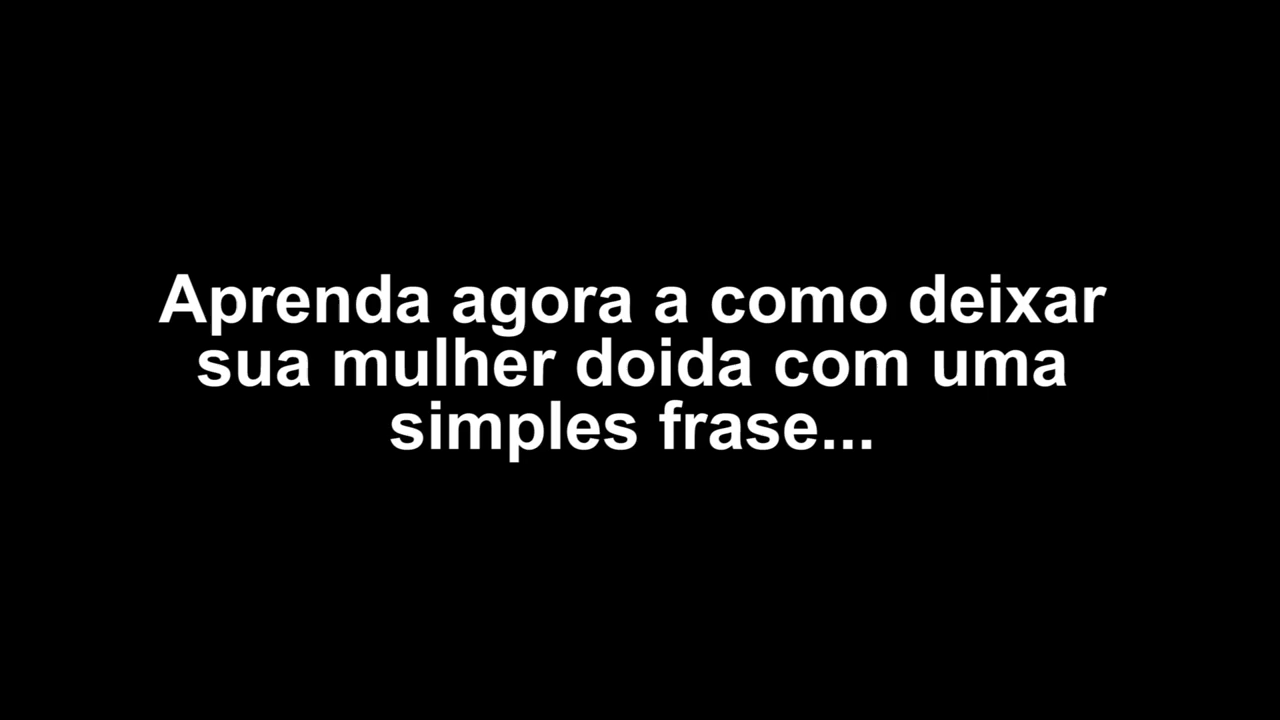 Aprenda agora a como deixar
sua mulher doida com uma
simples frase...